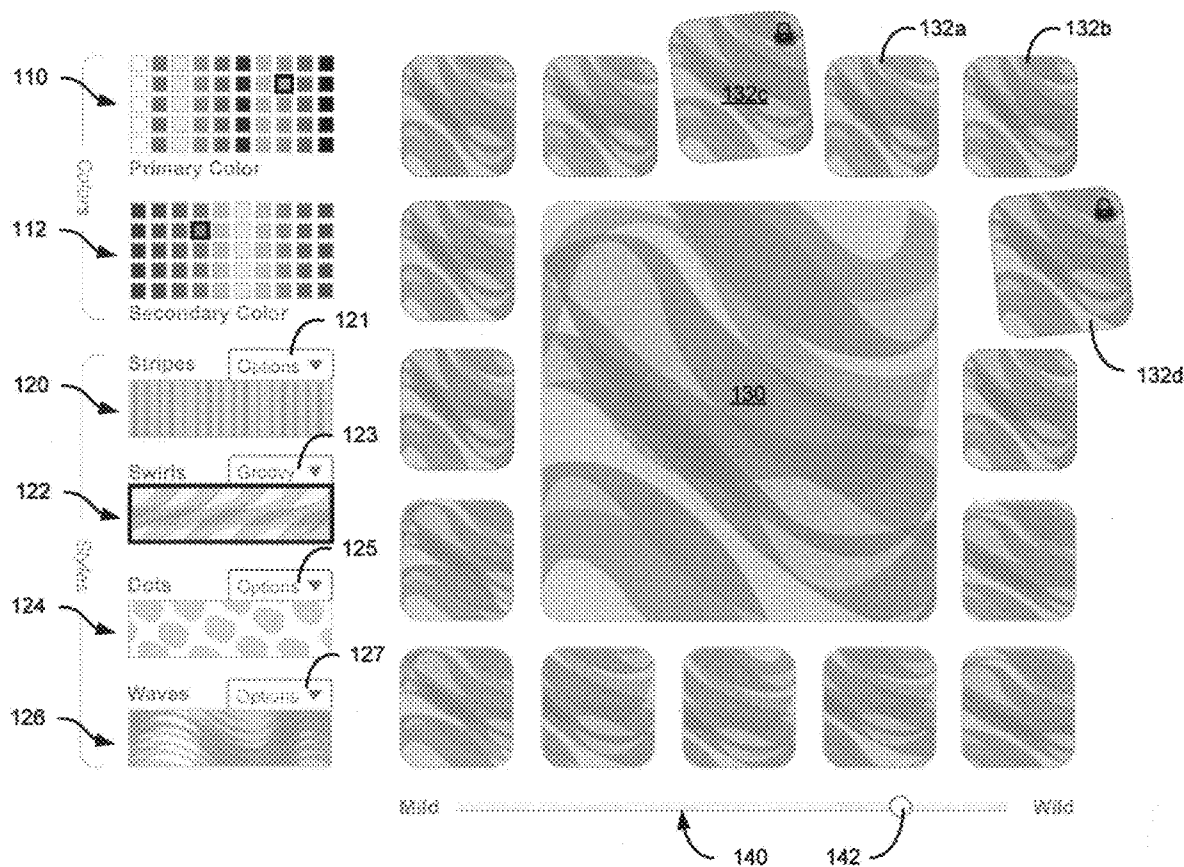 132a
132b
110
132c
Colors
Primary Color
112
Secondary Color
121
Stripes
Options
132d
120
130
123
Swirls
Groovy
122
125
Styles
Dots
Options
124
127
Waves
Options
126
Mild
Wild
140
142